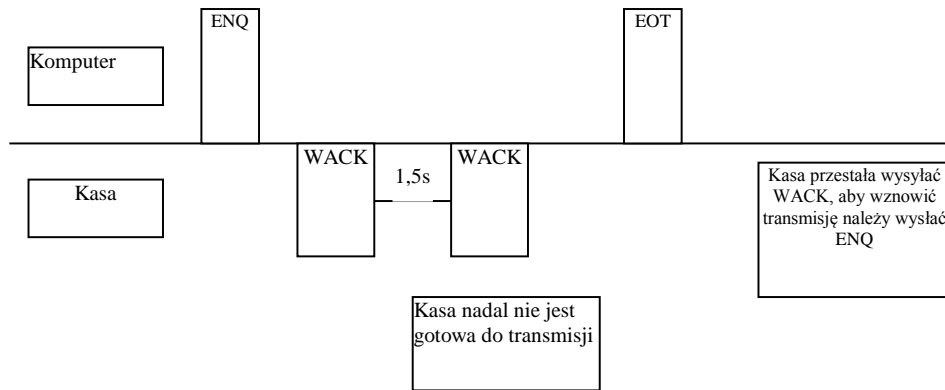 ENQ
EOT
Komputer
WACK
WACK
1,5s
Kasa
Kasa przestała wysyłać
WACK, aby wznowić
transmisję należy wysłać
ENQ
Kasa nadal nie jest
gotowa do transmisji